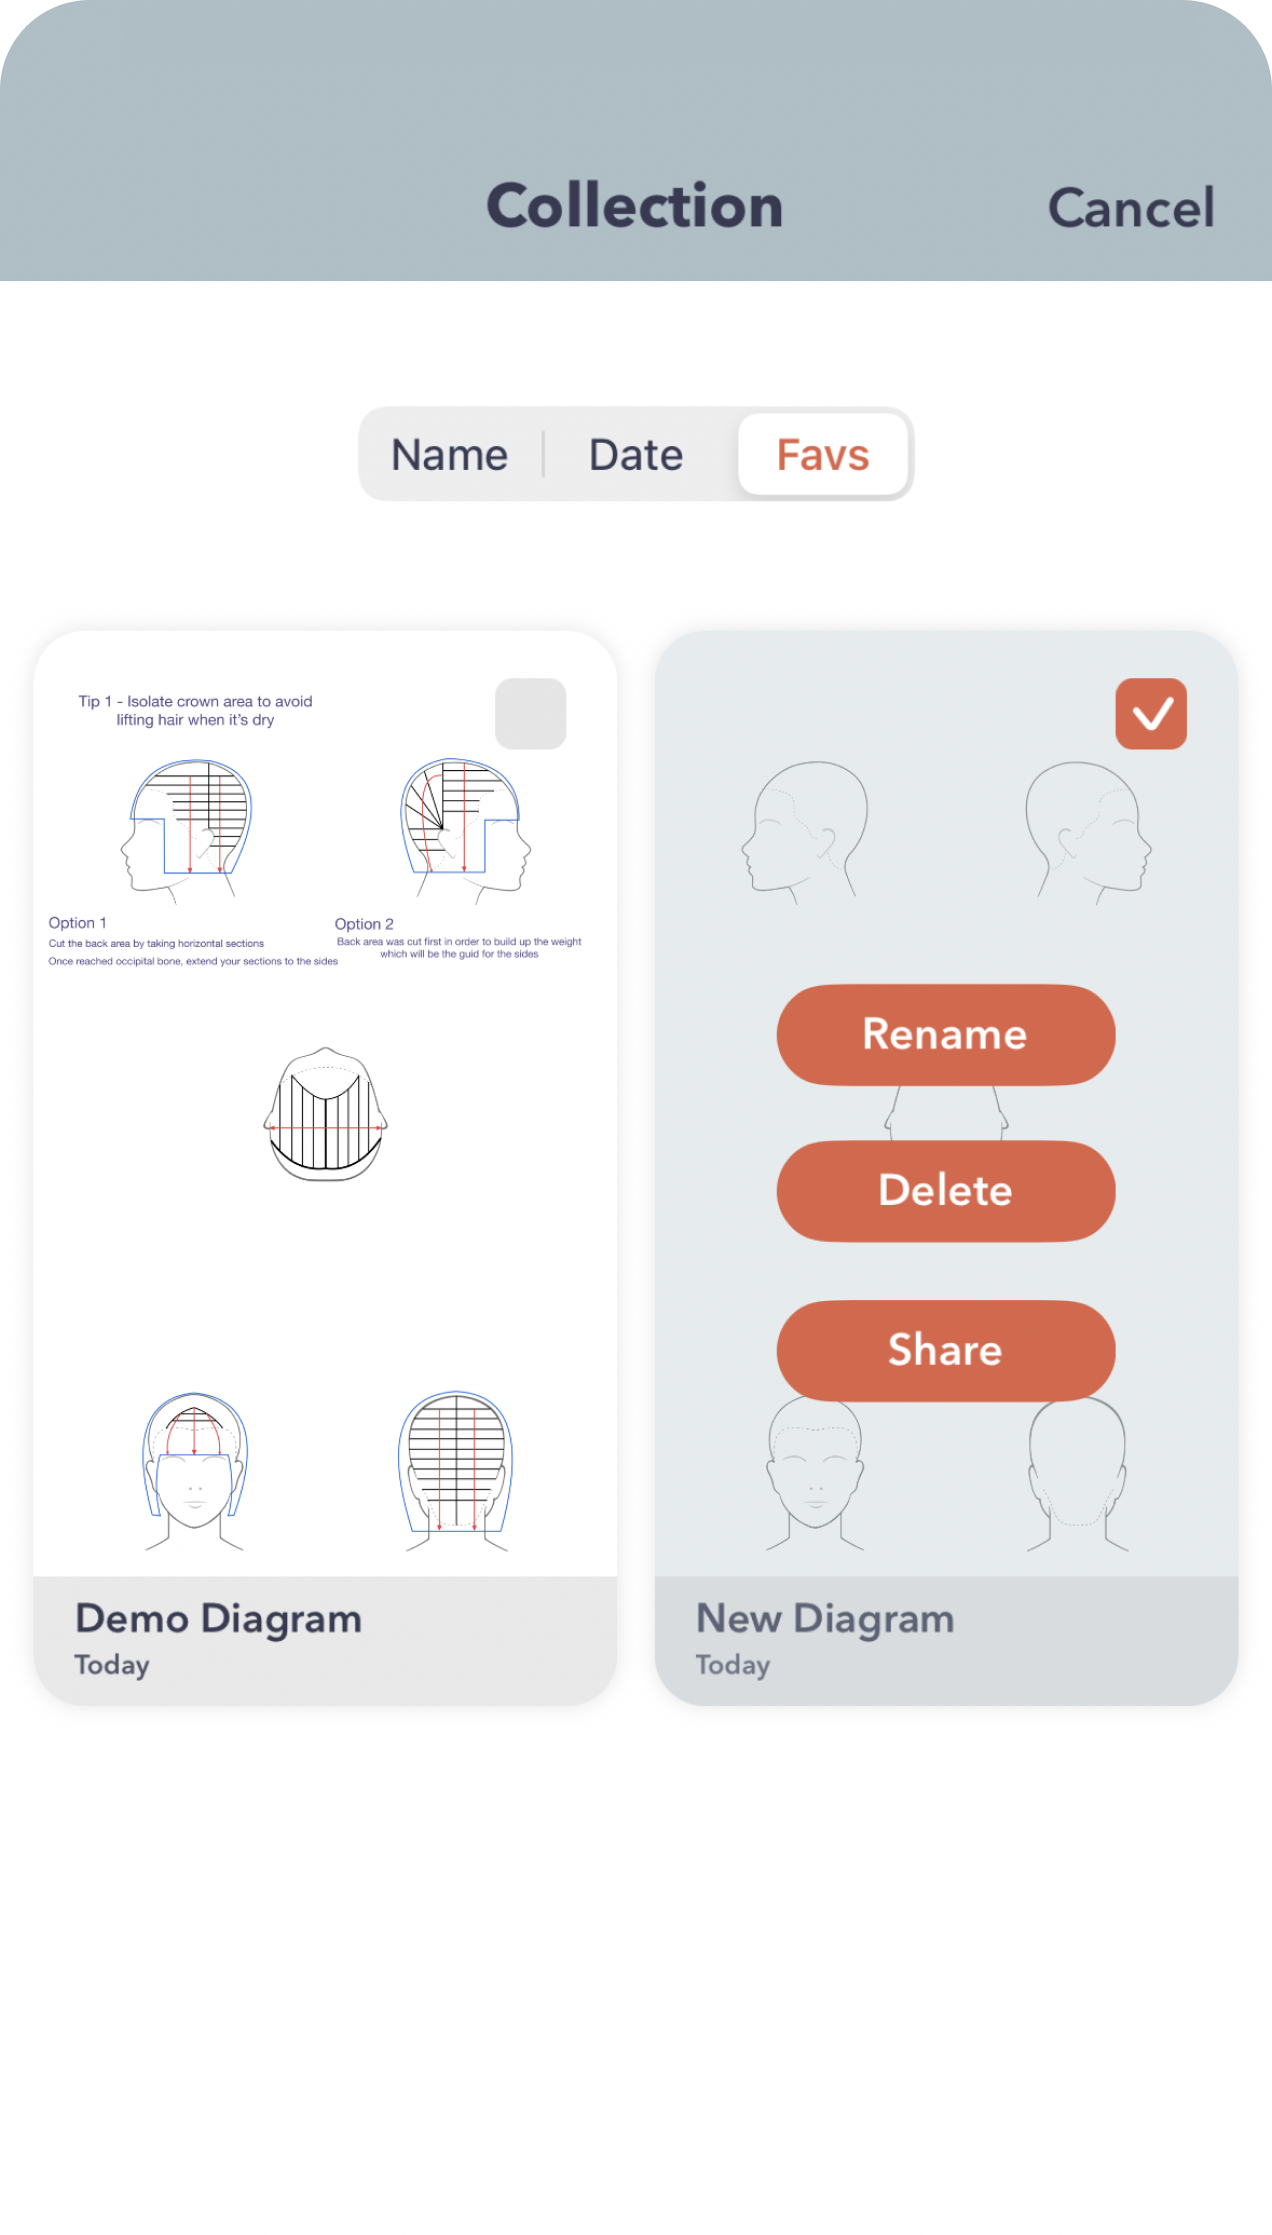 Collection
Cancel
Name
Date
Favs
Tip 1 - Isolate crown area to avoid
lifting hair when it's dry
Option 1
Cut the back area by taking horizontal sections
Once reached occipital bone, extend your sections to the sides
Option 2
Back area was cut first in order to build up the weight
which will be the guid for the sides
Demo Diagram
Today
Rename
Delete
Share
New Diagram
Today